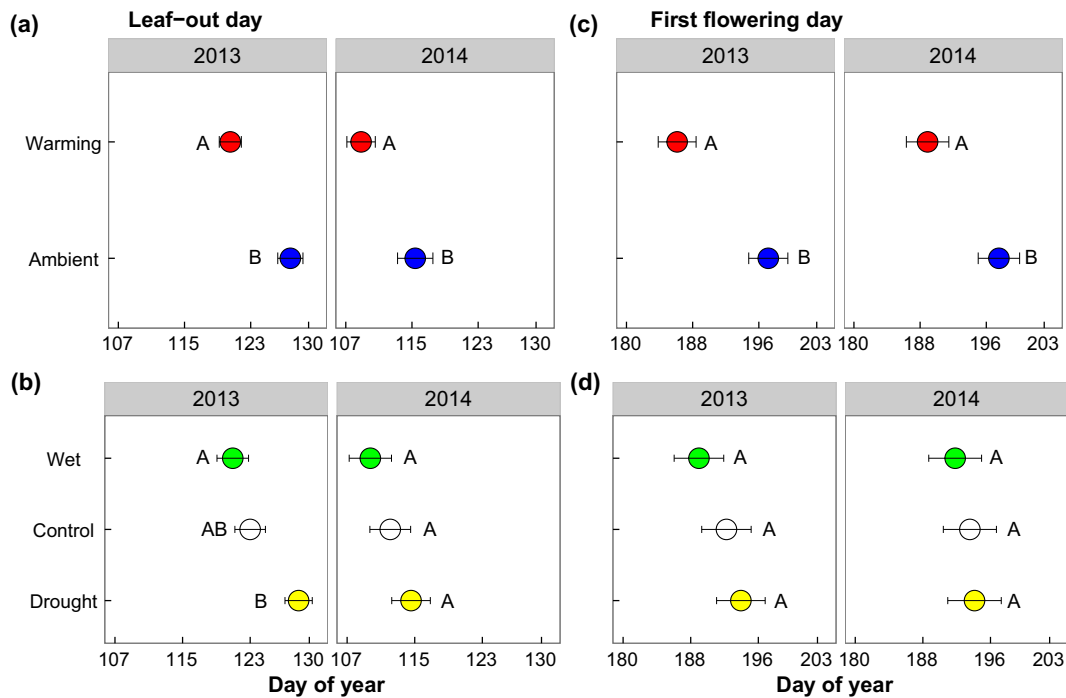 (a) Leaf−out day
2013 2014
Warming A A
Ambient B B
107 115 123 130 107 115 123 130
(c) First flowering day
2013 2014
A A
B B
180 188 196 203 180 188 196 203
(b)
2013 2014
Wet A A
Control AB A
Drought B A
107 115 123 130 107 115 123 130
Day of year
(d)
2013 2014
A A
A A
A A
180 188 196 203 180 188 196 203
Day of year